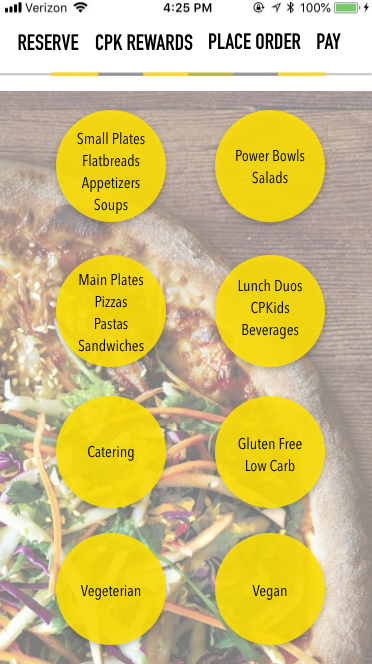 Verizon 4:25 PM 100%
RESERVE CPK REWARDS PLACE ORDER PAY
Small Plates
Flatbreads
Appetizers
Soups
Power Bowls
Salads
Main Plates
Pizzas
Pastas
Sandwiches
Lunch Duos
CPKids
Beverages
Catering
Gluten Free
Low Carb
Vegeterian
Vegan